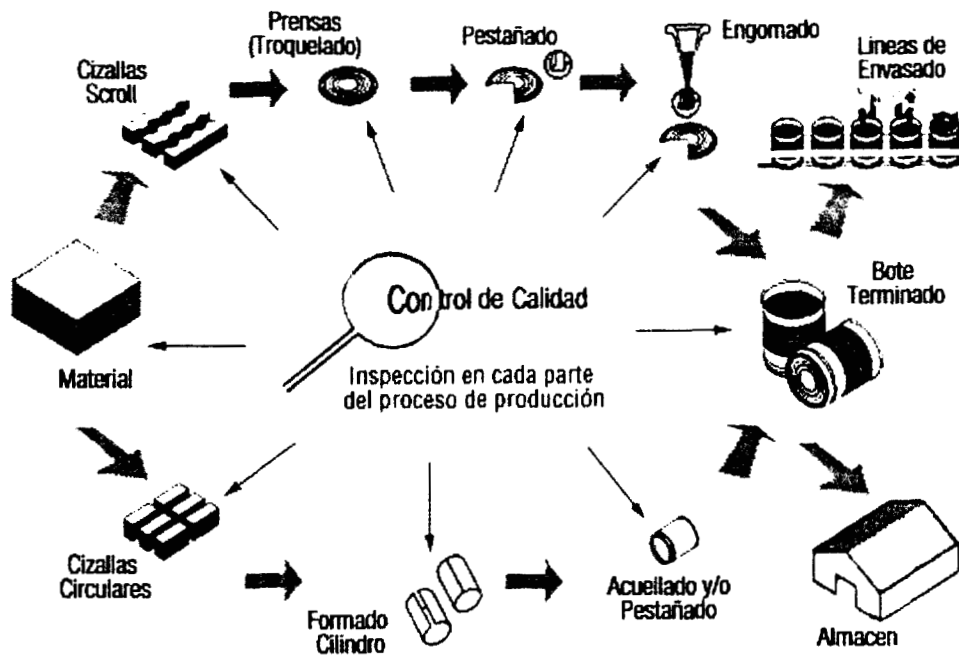 Prensas
(Troquelado)
Pestañado
Engomado
Lineas de
Envasado
Cizallas
Scroll
Control de Calidad
Bote
Terminado
Material
Inspección en cada parte
del proceso de producción
Cizallas
Circulares
Formado
Cilindro
Acuellado y/o
Pestañado
Almacen